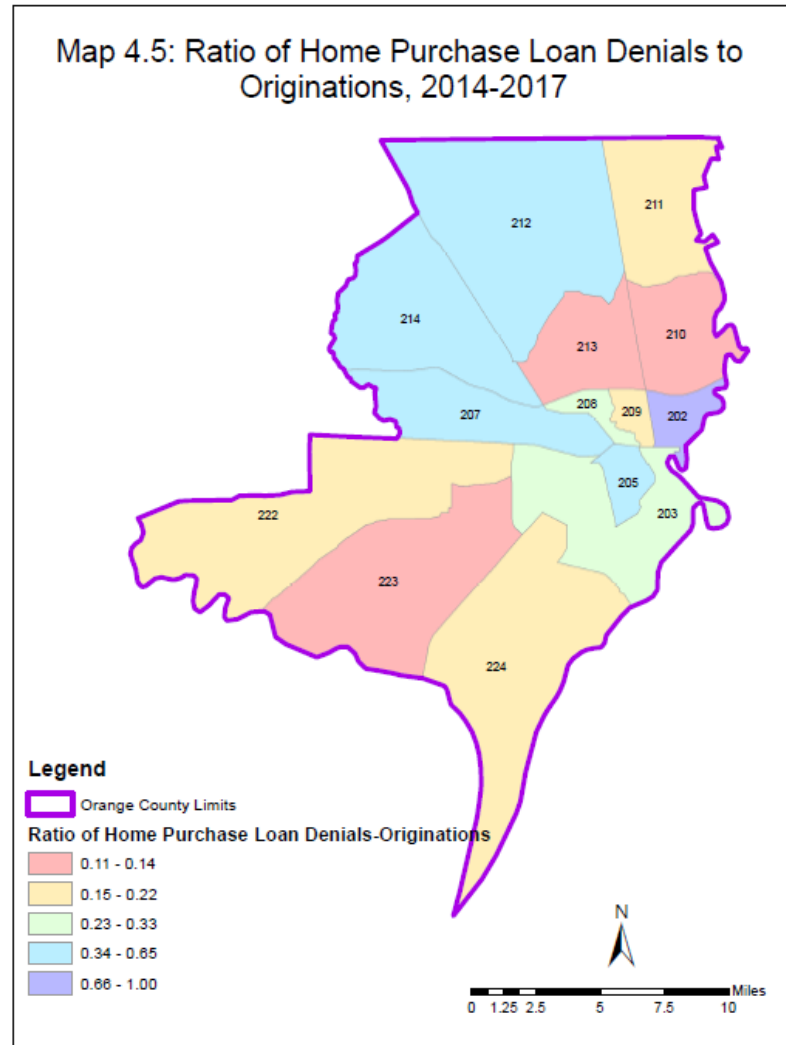 Map 4.5: Ratio of Home Purchase Loan Denials to
Originations, 2014-2017
211
212
214
213
210
208
209
202
207
205
203
222
223
224
Legend
Orange County Limits
Ratio of Home Purchase Loan Denials-Originations
0.11 - 0.14
0.15 - 0.22
0.23 - 0.33
0.34 - 0.65
0.66 - 1.00
N
Miles
0 1.25 2.5 5 7.5 10